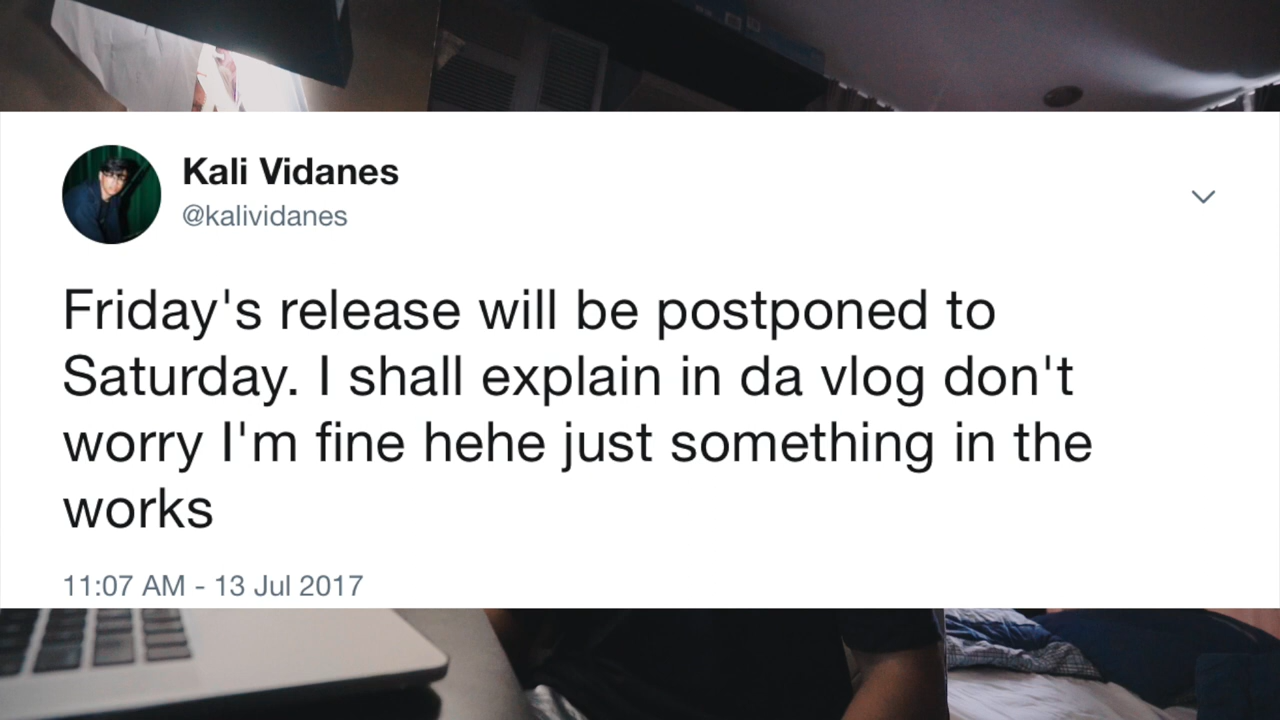 Kali Vidanes
@kalividanes
Friday's release will be postponed to
Saturday. I shall explain in da vlog don't
worry I'm fine hehe just something in the
works
11:07 AM - 13 Jul 2017